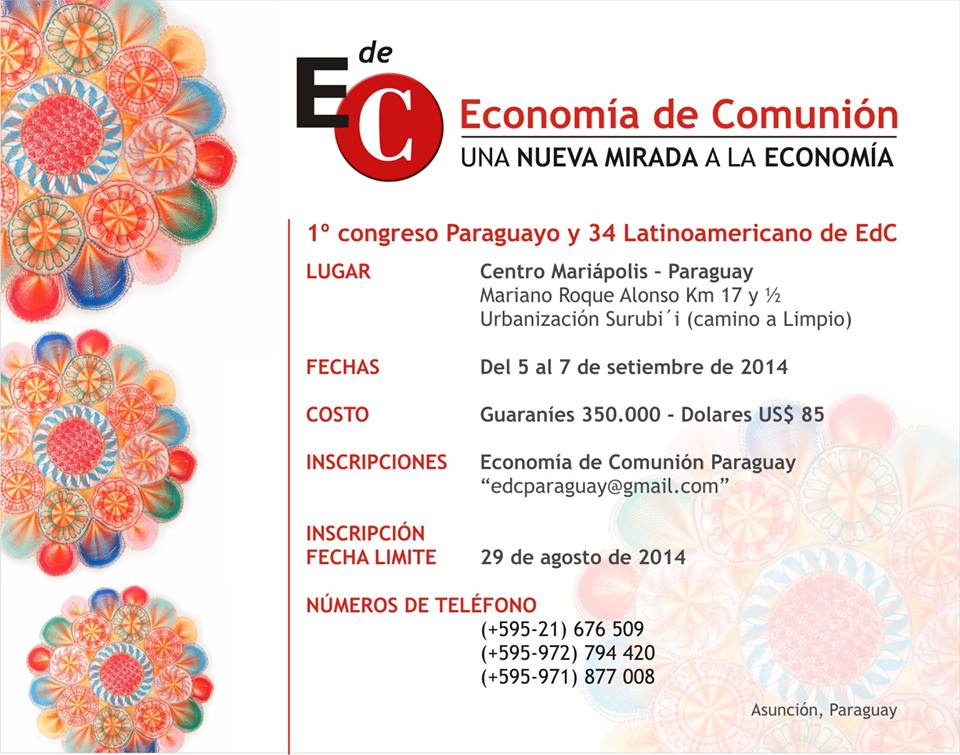 E de C
Economía de Comunión
UNA NUEVA MIRADA A LA ECONOMÍA
1º congreso Paraguayo y 34 Latinoamericano de EdC
LUGAR Centro Mariápolis – Paraguay
Mariano Roque Alonso Km 17 y ½
Urbanización Surubi´i (camino a Limpio)
FECHAS Del 5 al 7 de setiembre de 2014
COSTO Guaraníes 350.000 - Dolares US$ 85
INSCRIPCIONES Economía de Comunión Paraguay
“edcparaguay@gmail.com”
INSCRIPCIÓN
FECHA LIMITE 29 de agosto de 2014
NÚMEROS DE TELÉFONO
(+595-21) 676 509
(+595-972) 794 420
(+595-971) 877 008
Asunción, Paraguay